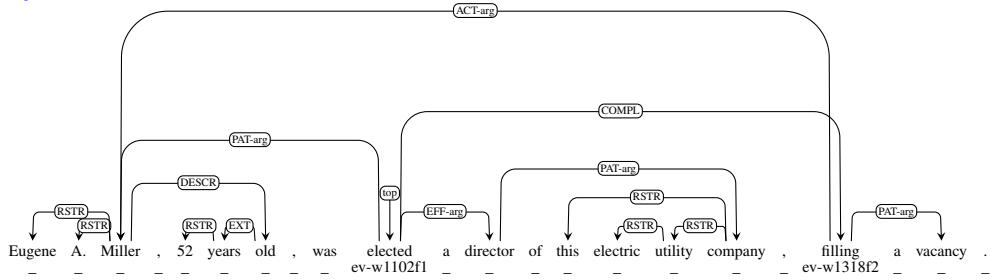 ACT-arg
COMPL
PAT-arg
PAT-arg
DESCR
top
RSTR
RSTR
RSTR
RSTR
EXT
EFF-arg
RSTR
RSTR
PAT-arg
Eugene A. Miller , 52 years old , was elected a director of this electric utility company , filling a vacancy .
_ _ _ _ _ _ _ _ _ ev-w1102f1 _ _ _ _ _ _ _ _ ev-w1318f2 _ _ _